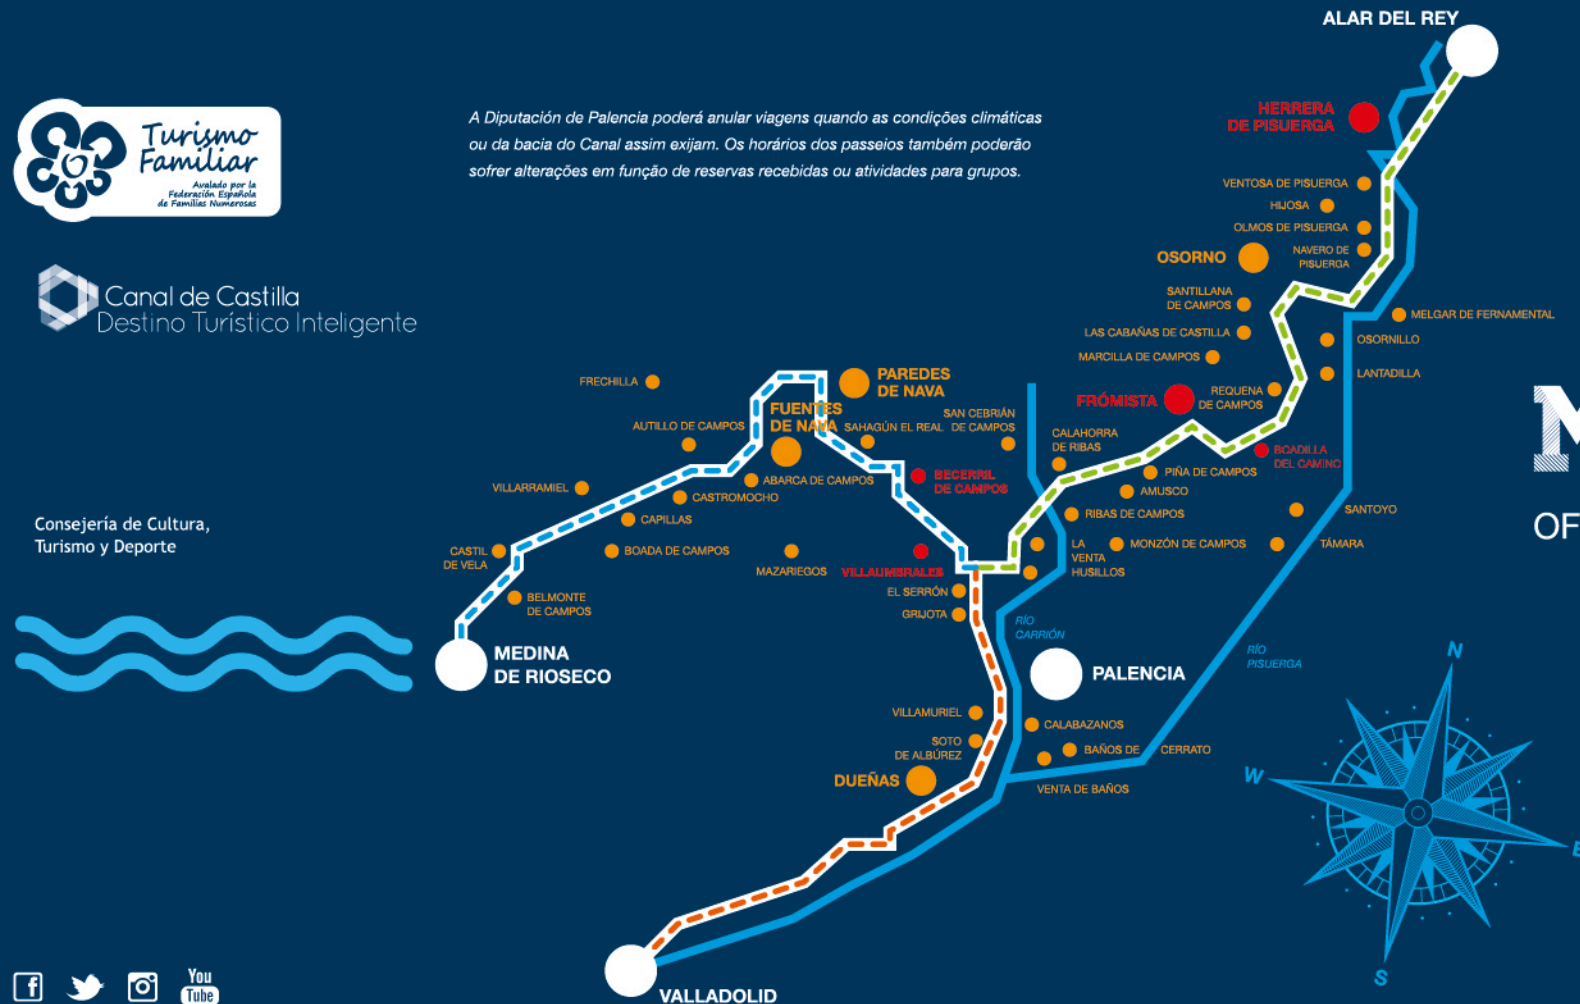 ALAR DEL REY
Turismo
Familiar
Avalado por la
Federación Española
de Familias Numerosas
A Diputación de Palencia poderá anular viagens quando as condições climáticas
ou da bacia do Canal assim exijam. Os horários dos passeios também poderão
sofrer alterações em função de reservas recebidas ou atividades para grupos.
HERRERA
DE PISUERGA
VENTOSA DE PISUERGA
HIJOSA
OLMOS DE PISUERGA
OSORNO
NAVERO DE
PISUERGA
Canal de Castilla
Destino Turístico Inteligente
SANTILLANA
DE CAMPOS
MELGAR DE FERNAMENTAL
LAS CABAÑAS DE CASTILLA
OSORNILLO
MARCILLA DE CAMPOS
LANTADILLA
FRECHILLA
PAREDES
DE NAVA
REQUENA
DE CAMPOS
FRÓMISTA
FUENTES
DE NAVA
SAN CEBRIÁN
DE CAMPOS
AUTILLO DE CAMPOS
SAHAGÚN EL REAL
CALAHORRA
DE RIBAS
BOADILLA
DEL CAMINO
PIÑA DE CAMPOS
BECERRIL
DE CAMPOS
ABARCA DE CAMPOS
VILLARRAMIEL
CASTROMOCHO
AMUSCO
CAPILLAS
RIBAS DE CAMPOS
SANTOYO
Consejería de Cultura,
Turismo y Deporte
OF
CASTIL
DE VELA
BOADA DE CAMPOS
MAZARIEGOS
VILLAUMBRALES
LA
VENTA
MONZÓN DE CAMPOS
TÁMARA
HUSILLOS
EL SERRÓN
BELMONTE
DE CAMPOS
GRIJOTA
RÍO
CARRIÓN
MEDINA
DE RIOSECO
RÍO
PISUERGA
N
PALENCIA
VILLAMURIEL
CALABAZANOS
SOTO
DE ALBÚREZ
BAÑOS DE CERRATO
DUEÑAS
VENTA DE BAÑOS
W
E
S
VALLADOLID
You
Tube